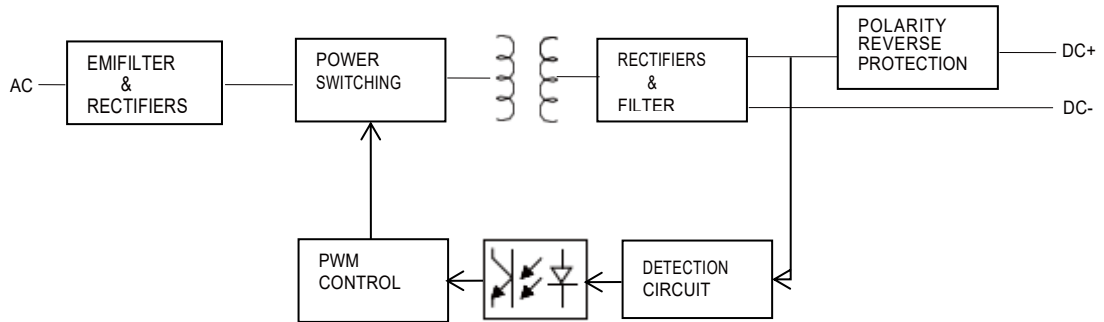 AC
EMIFILTER
&
RECTIFIERS
POWER
SWITCHING
RECTIFIERS
&
FILTER
POLARITY
REVERSE
PROTECTION
DC+
DC-
PWM
CONTROL
DETECTION
CIRCUIT